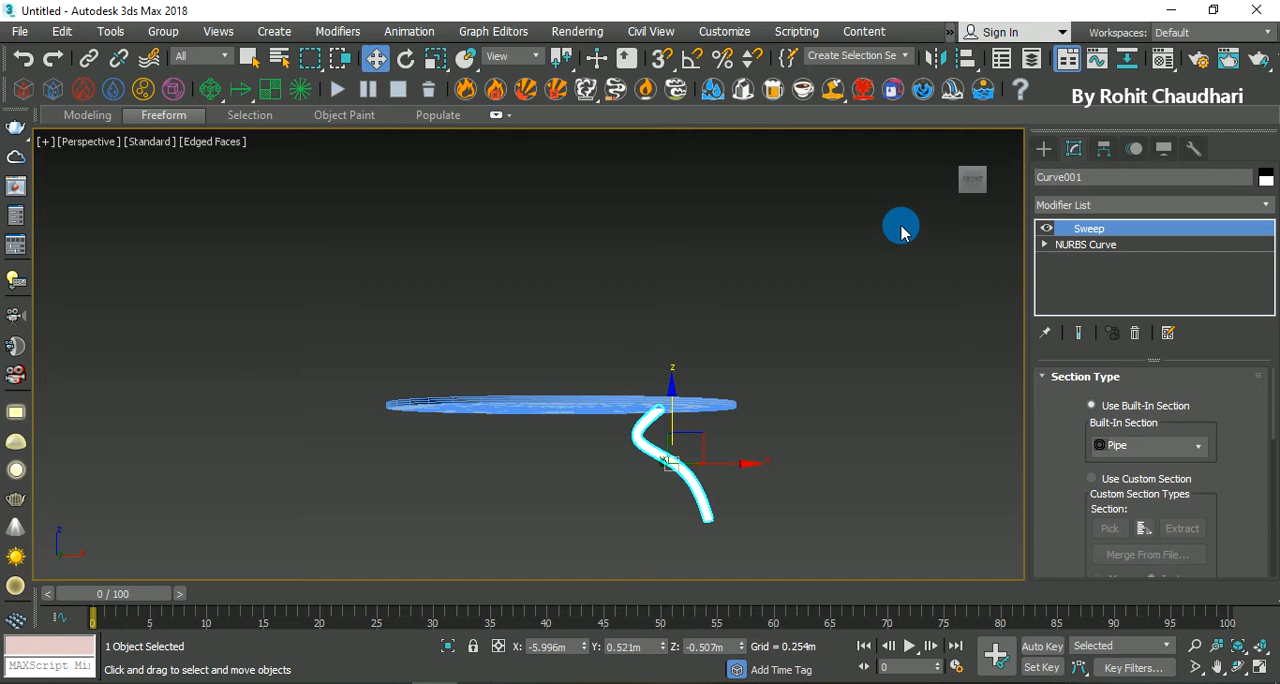 Untitled - Autodesk 3ds Max 2018
File Edit Tools Group Views Create Modifiers Animation Graph Editors Rendering Civil View Customize Scripting Content » Sign In Workspaces: Default
All View Create Selection Se
By Rohit Chaudhari
Modeling Freeform Selection Object Paint Populate
[+] [Perspective] [Standard] [Edged Faces]
FRONT
Curve001
Modifier List
Sweep
NURBS Curve
Section Type
Use Built-In Section
Built-In Section
Pipe
Use Custom Section
Custom Section Types
Section:
Pick Extract
Merge From File...
z
x
z
< 0 / 100 >
0 5 10 15 20 25 30 35 40 45 50 55 60 65 70 75 80 85 90 95 100
1 Object Selected X: -5.996m Y: 0.521m Z: -0.507m Grid = 0.254m Auto Key Selected
MAXScript Mi: Click and drag to select and move objects Add Time Tag 0 Set Key Key Filters...